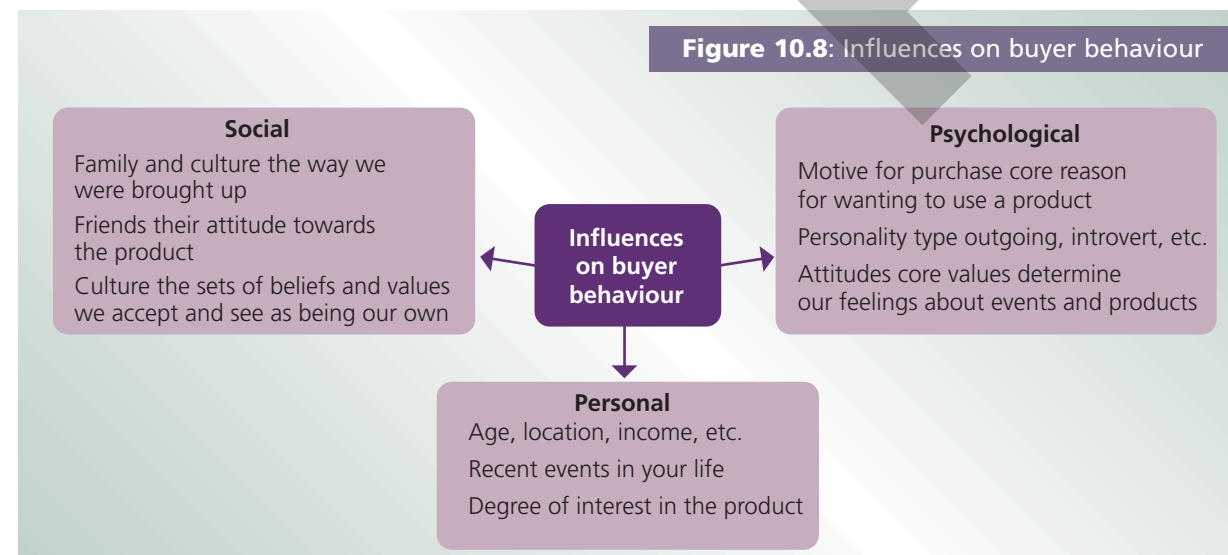 Figure 10.8: Influences on buyer behaviour
Social
Family and culture the way we
were brought up
Friends their attitude towards
the product
Culture the sets of beliefs and values
we accept and see as being our own
Influences
on buyer
behaviour
Psychological
Motive for purchase core reason
for wanting to use a product
Personality type outgoing, introvert, etc.
Attitudes core values determine
our feelings about events and products
Personal
Age, location, income, etc.
Recent events in your life
Degree of interest in the product